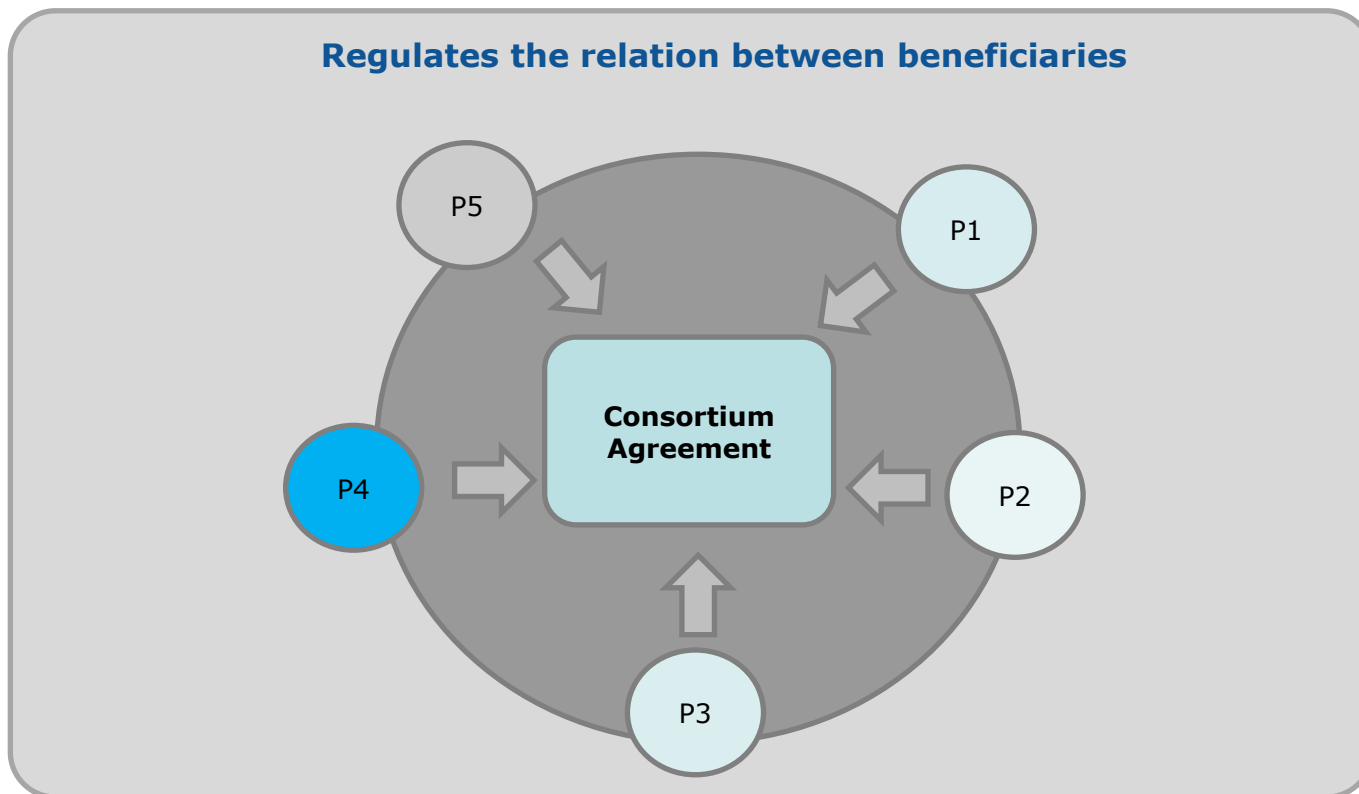 Regulates the relation between beneficiaries
P5
P1
Consortium
Agreement
P4
P2
P3